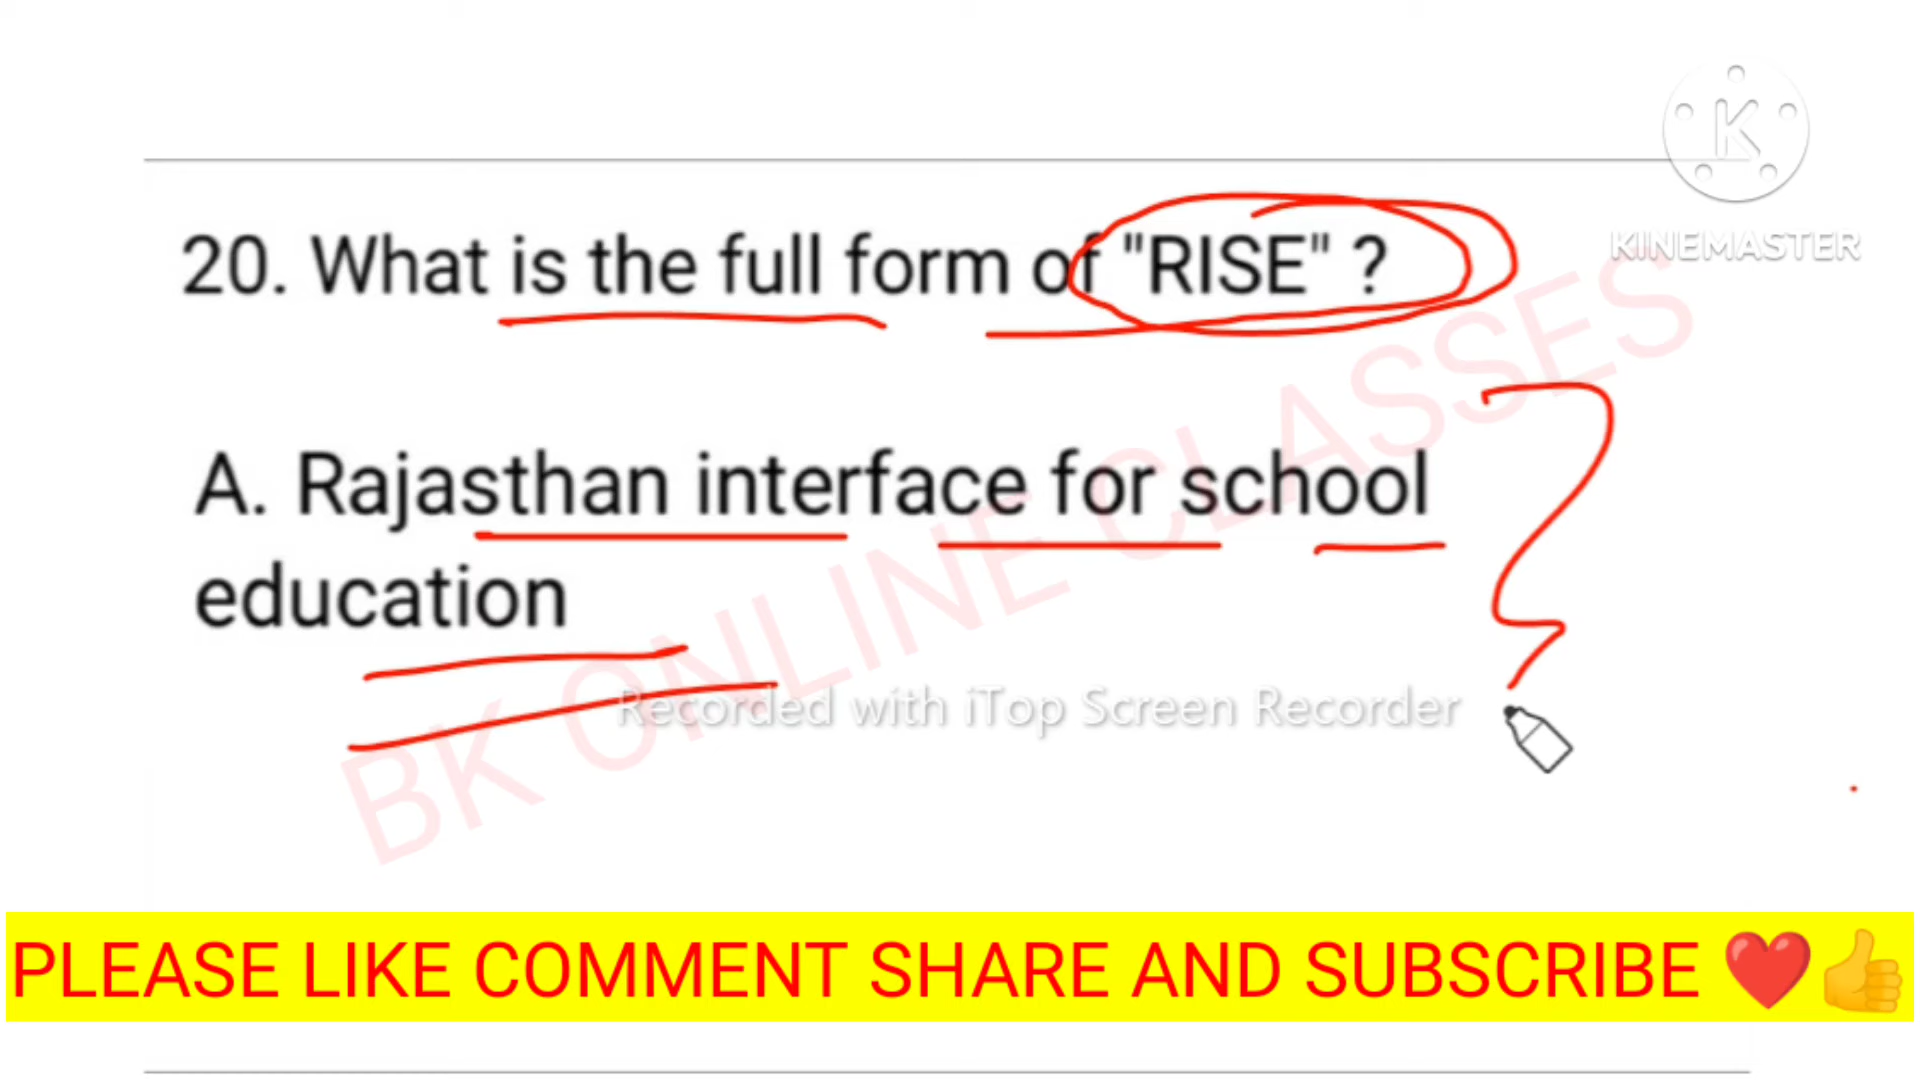 K
KINEMASTER
20. What is the full form of "RISE" ?
A. Rajasthan interface for school
education
BK ONLINE CLASSES
Recorded with iTop Screen Recorder
PLEASE LIKE COMMENT SHARE AND SUBSCRIBE ❤️👍